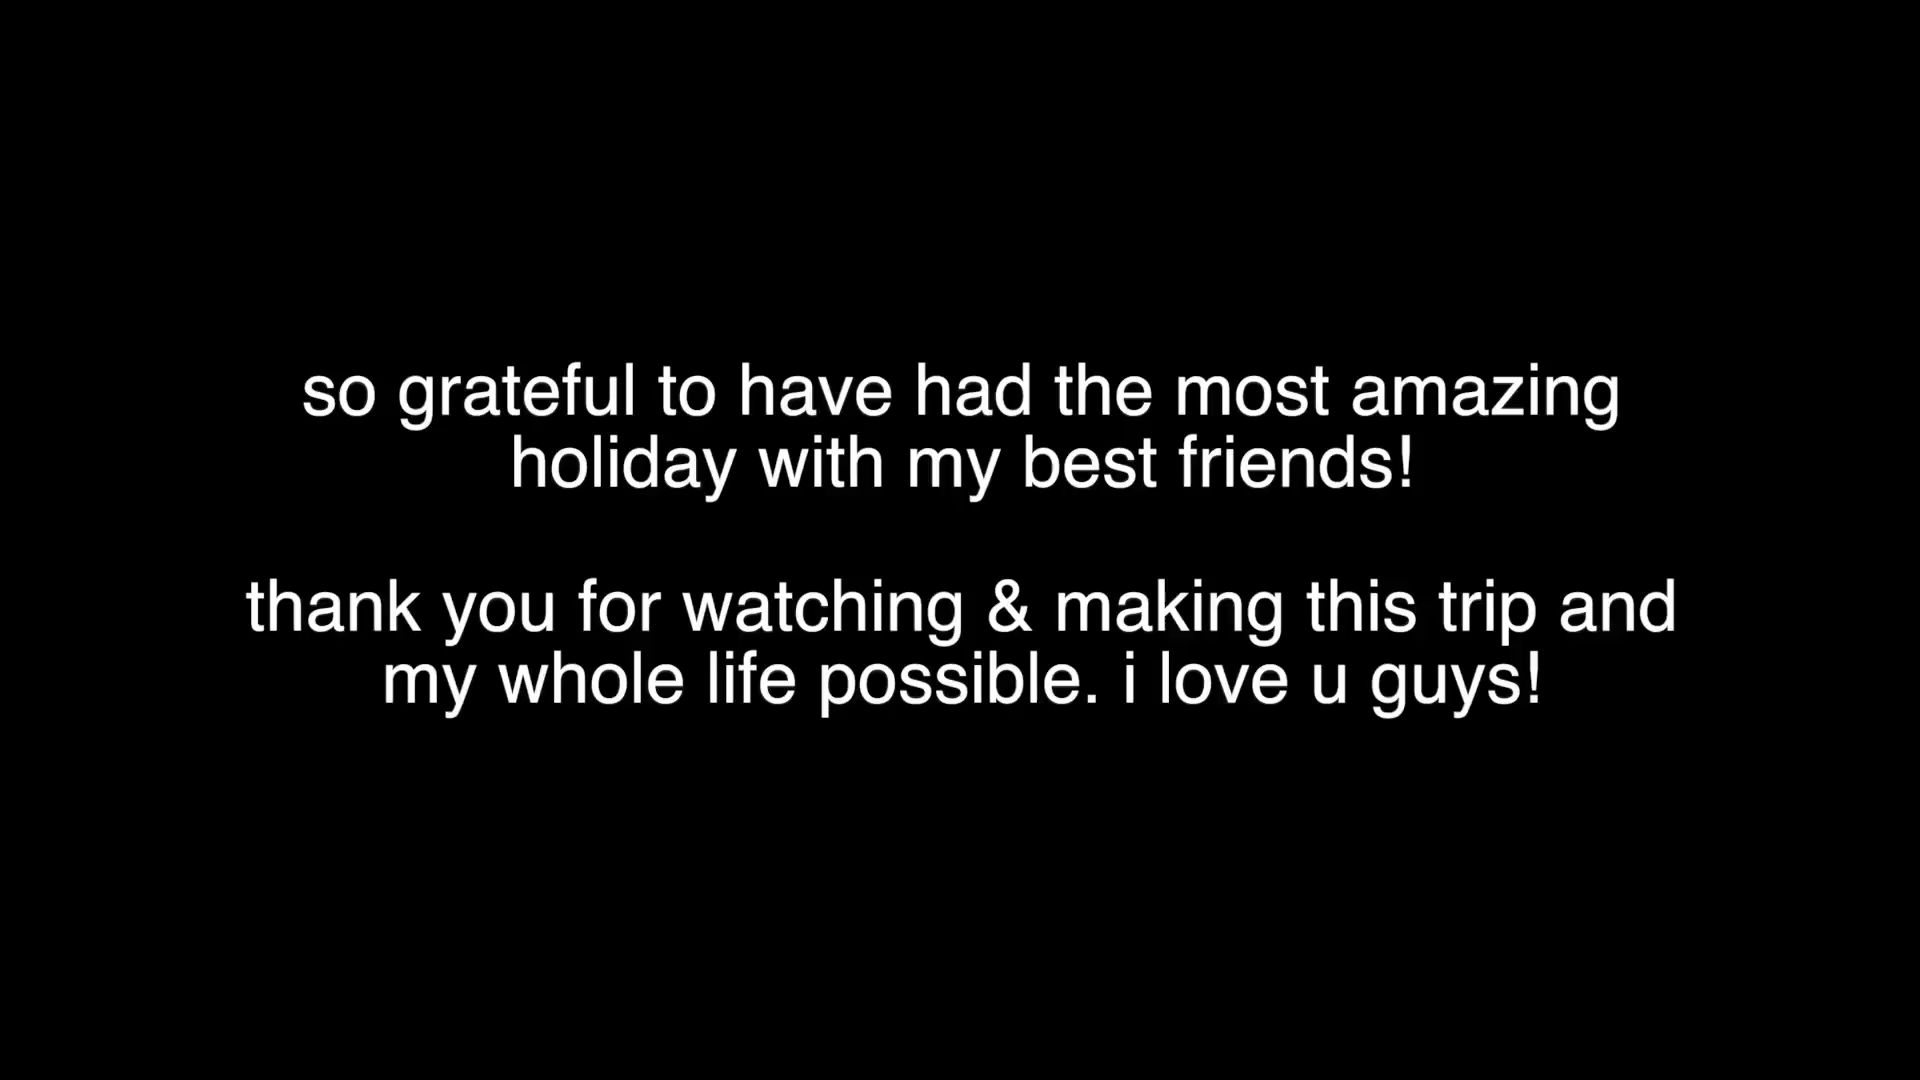 so grateful to have had the most amazing
holiday with my best friends!
thank you for watching & making this trip and
my whole life possible. i love u guys!